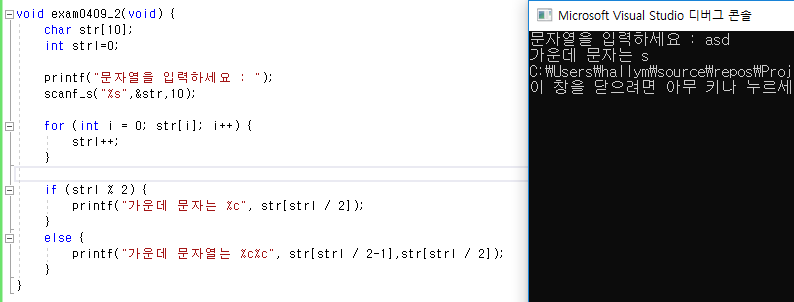 void exam0409_2(void) {
char str[10];
int strl=0;
printf("문자열을 입력하세요 : ");
scanf_s("%s",&str,10);
for (int i = 0; str[i]; i++) {
strl++;
}
if (strl % 2) {
printf("가운데 문자는 %c", str[strl / 2]);
}
else {
printf("가운데 문자열는 %c%c", str[strl / 2-1],str[strl / 2]);
}
}
Microsoft Visual Studio 디버그 콘솔
문자열을 입력하세요 : asd
가운데 문자는 s
C:\Users\hallym\source\repos\Proj
이 창을 닫으려면 아무 키나 누르세